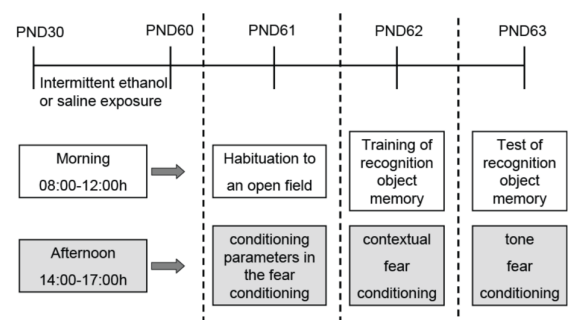 PND30 PND60 PND61 PND62 PND63
Intermittent ethanol
or saline exposure
Morning
08:00-12:00h
Habituation to
an open field
Training of
recognition
object
memory
Test of
recognition
object
memory
Afternoon
14:00-17:00h
conditioning
parameters in
the fear
conditioning
contextual
fear
conditioning
tone
fear
conditioning